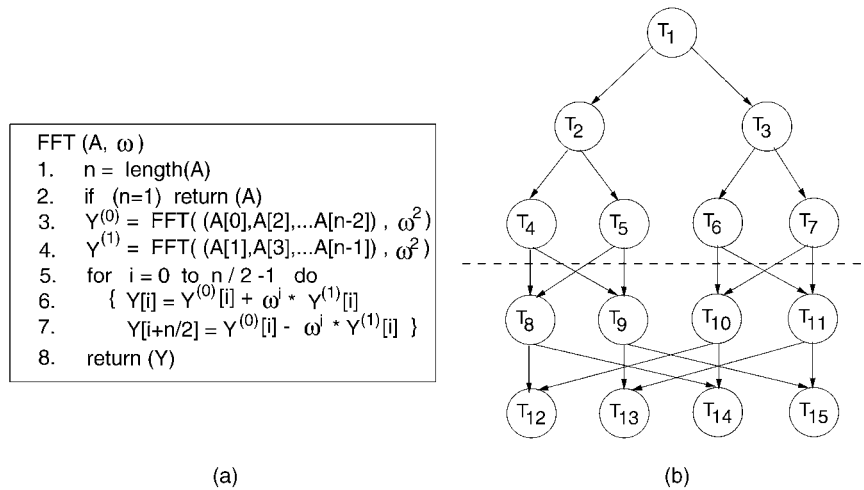 FFT (A, ω)
1. n = length(A)
2. if (n=1) return (A)
3. Y(0) = FFT( (A[0],A[2],...A[n-2]) , ω2)
4. Y(1) = FFT( (A[1],A[3],...A[n-1]) , ω2)
5. for i = 0 to n / 2 -1 do
6. { Y[i] = Y(0)[i] + ωi * Y(1)[i]
7. Y[i+n/2] = Y(0)[i] - ωi * Y(1)[i] }
8. return (Y)
(a)
T1
T2 T3
T4 T5 T6 T7
T8 T9 T10 T11
T12 T13 T14 T15
(b)